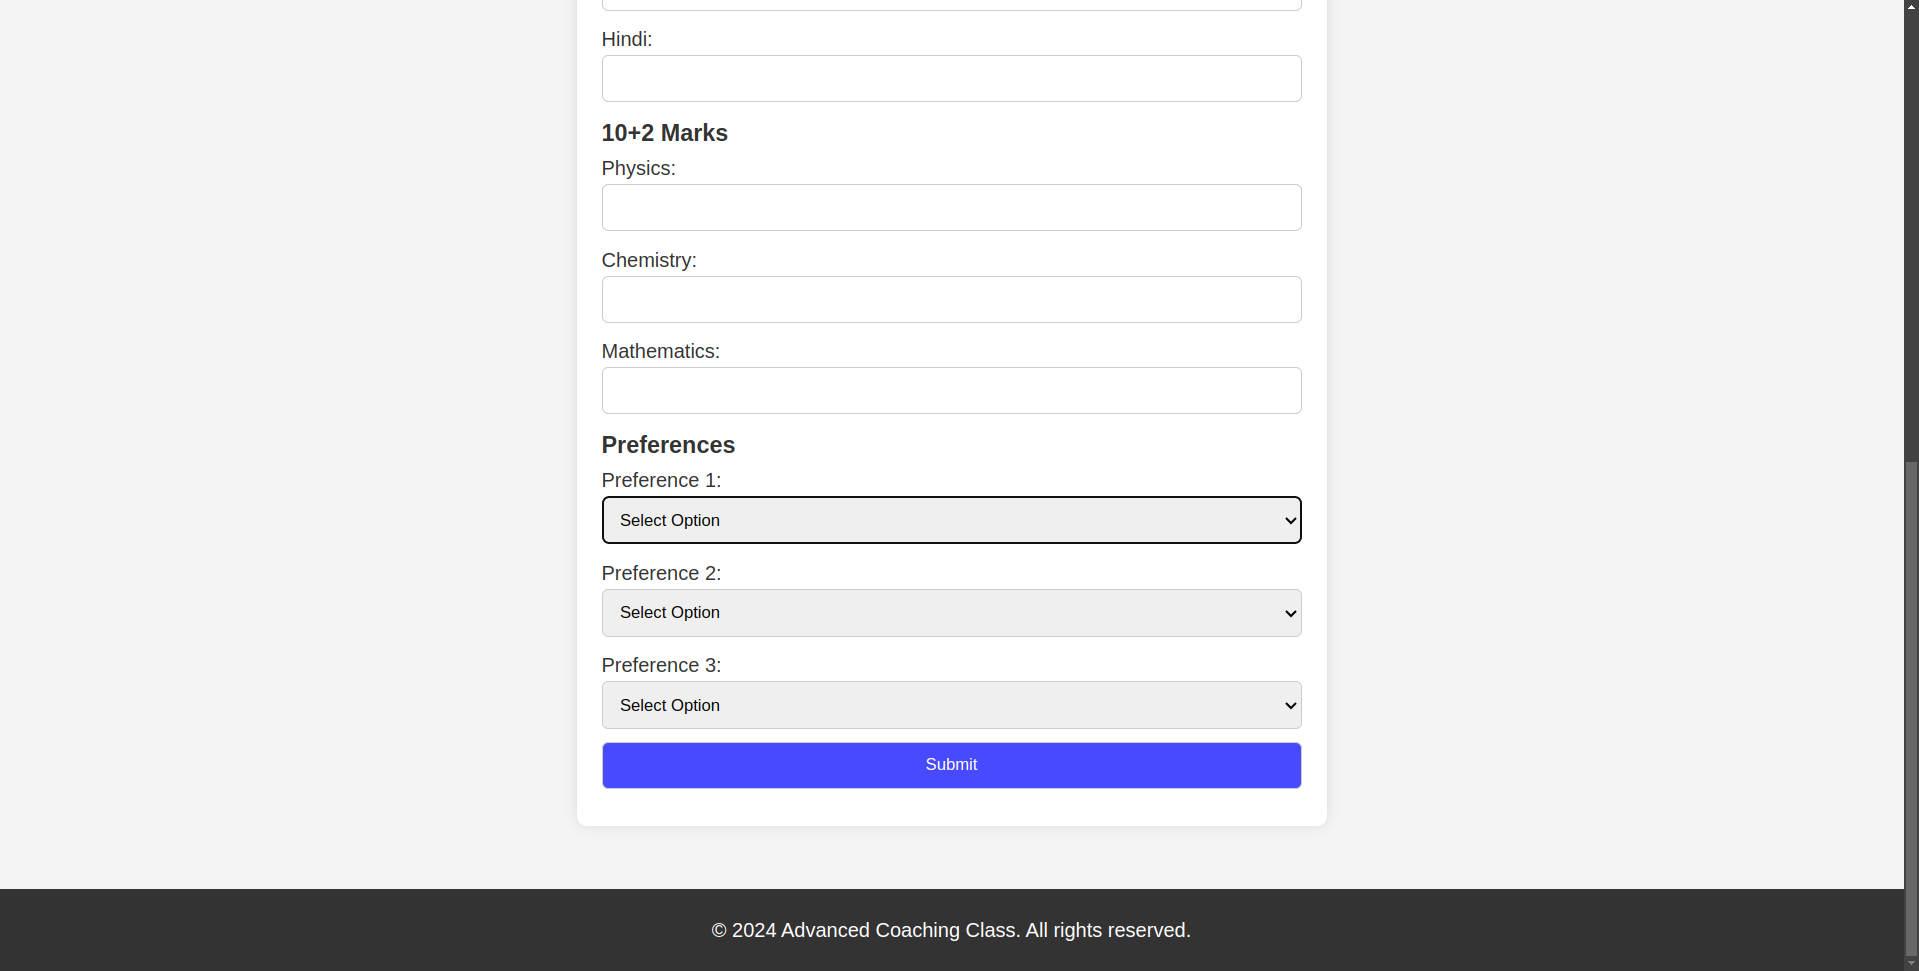 Hindi:
10+2 Marks
Physics:
Chemistry:
Mathematics:
Preferences
Preference 1:
Select Option
Preference 2:
Select Option
Preference 3:
Select Option
Submit
© 2024 Advanced Coaching Class. All rights reserved.